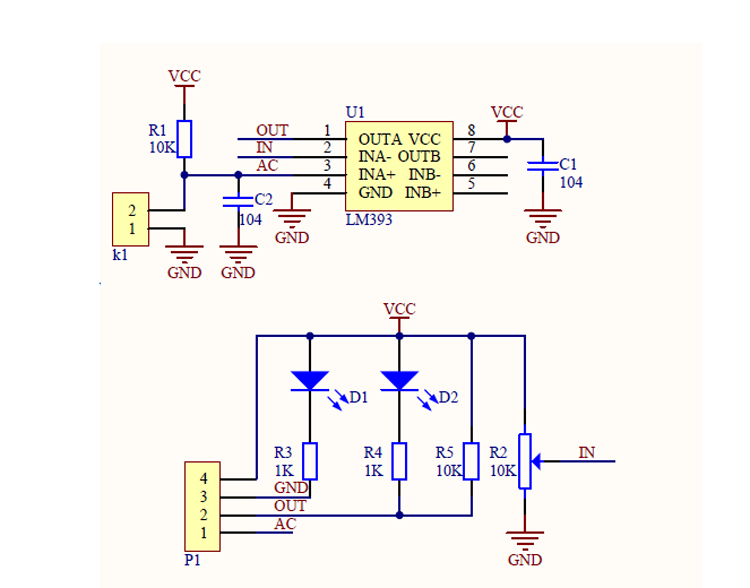 VCC
R1
10K
2
1
k1
GND
GND
C2
104
OUT
IN
AC
1
2
3
4
GND
U1
OUTA VCC
INA- OUTB
INA+ INB-
GND INB+
LM393
8
7
6
5
VCC
C1
104
GND
VCC
D1
D2
R3
1K
R4
1K
R5
10K
R2
10K
IN
GND
4
3
2
1
GND
OUT
AC
P1